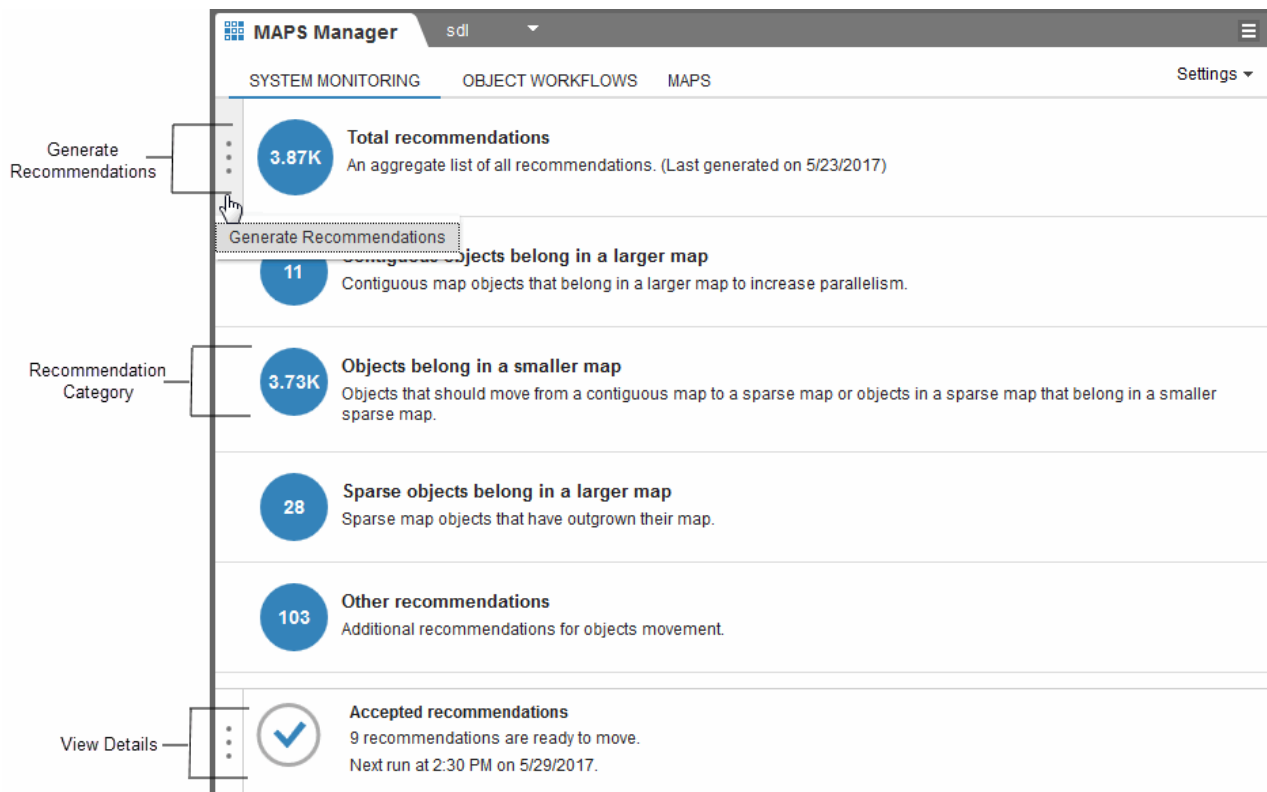 MAPS Manager
sdl
SYSTEM MONITORING
OBJECT WORKFLOWS
MAPS
Settings
Generate
Recommendations
3.87K
Total recommendations
An aggregate list of all recommendations. (Last generated on 5/23/2017)
Generate Recommendations
11
Contiguous objects belong in a larger map
Contiguous map objects that belong in a larger map to increase parallelism.
Recommendation
Category
3.73K
Objects belong in a smaller map
Objects that should move from a contiguous map to a sparse map or objects in a sparse map that belong in a smaller
sparse map.
28
Sparse objects belong in a larger map
Sparse map objects that have outgrown their map.
103
Other recommendations
Additional recommendations for objects movement.
View Details
Accepted recommendations
9 recommendations are ready to move.
Next run at 2:30 PM on 5/29/2017.